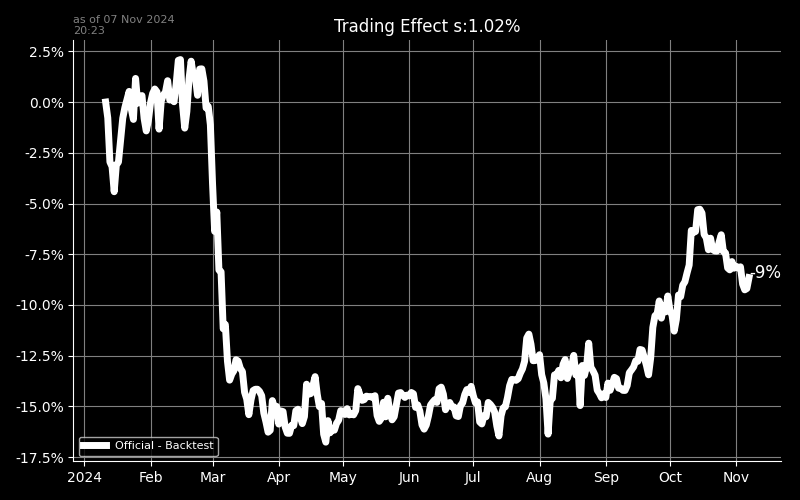 as of 07 Nov 2024
20:23
Trading Effect s:1.02%
2.5%
0.0%
-2.5%
-5.0%
-7.5%
-10.0%
-12.5%
-15.0%
-17.5%
-9%
Official - Backtest
2024 Feb Mar Apr May Jun Jul Aug Sep Oct Nov